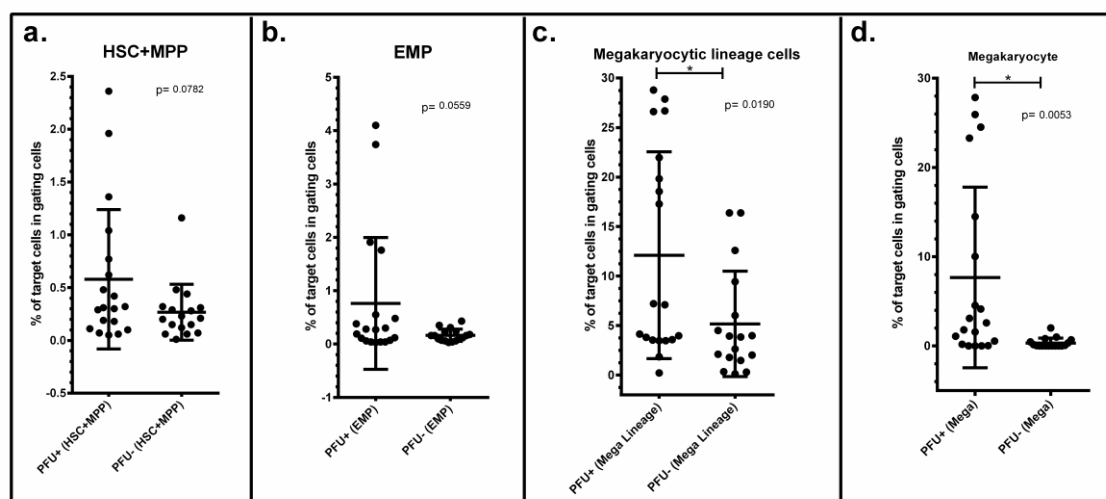 a.
HSC+MPP
% of target cells in gating cells
2.5
2.0
1.5
1.0
0.5
0.0
-0.5
p= 0.0782
PFU+ (HSC+MPP)
PFU- (HSC+MPP)
b.
EMP
% of target cells in gating cells
5
4
3
2
1
0
-1
p= 0.0559
PFU+ (EMP)
PFU- (EMP)
c.
Megakaryocytic lineage cells
% of target cells in gating cells
30
25
20
15
10
5
0
*
p= 0.0190
PFU+ (Mega Lineage)
PFU- (Mega Lineage)
d.
Megakaryocyte
% of target cells in gating cells
30
20
10
0
*
p= 0.0053
PFU+ (Mega)
PFU- (Mega)